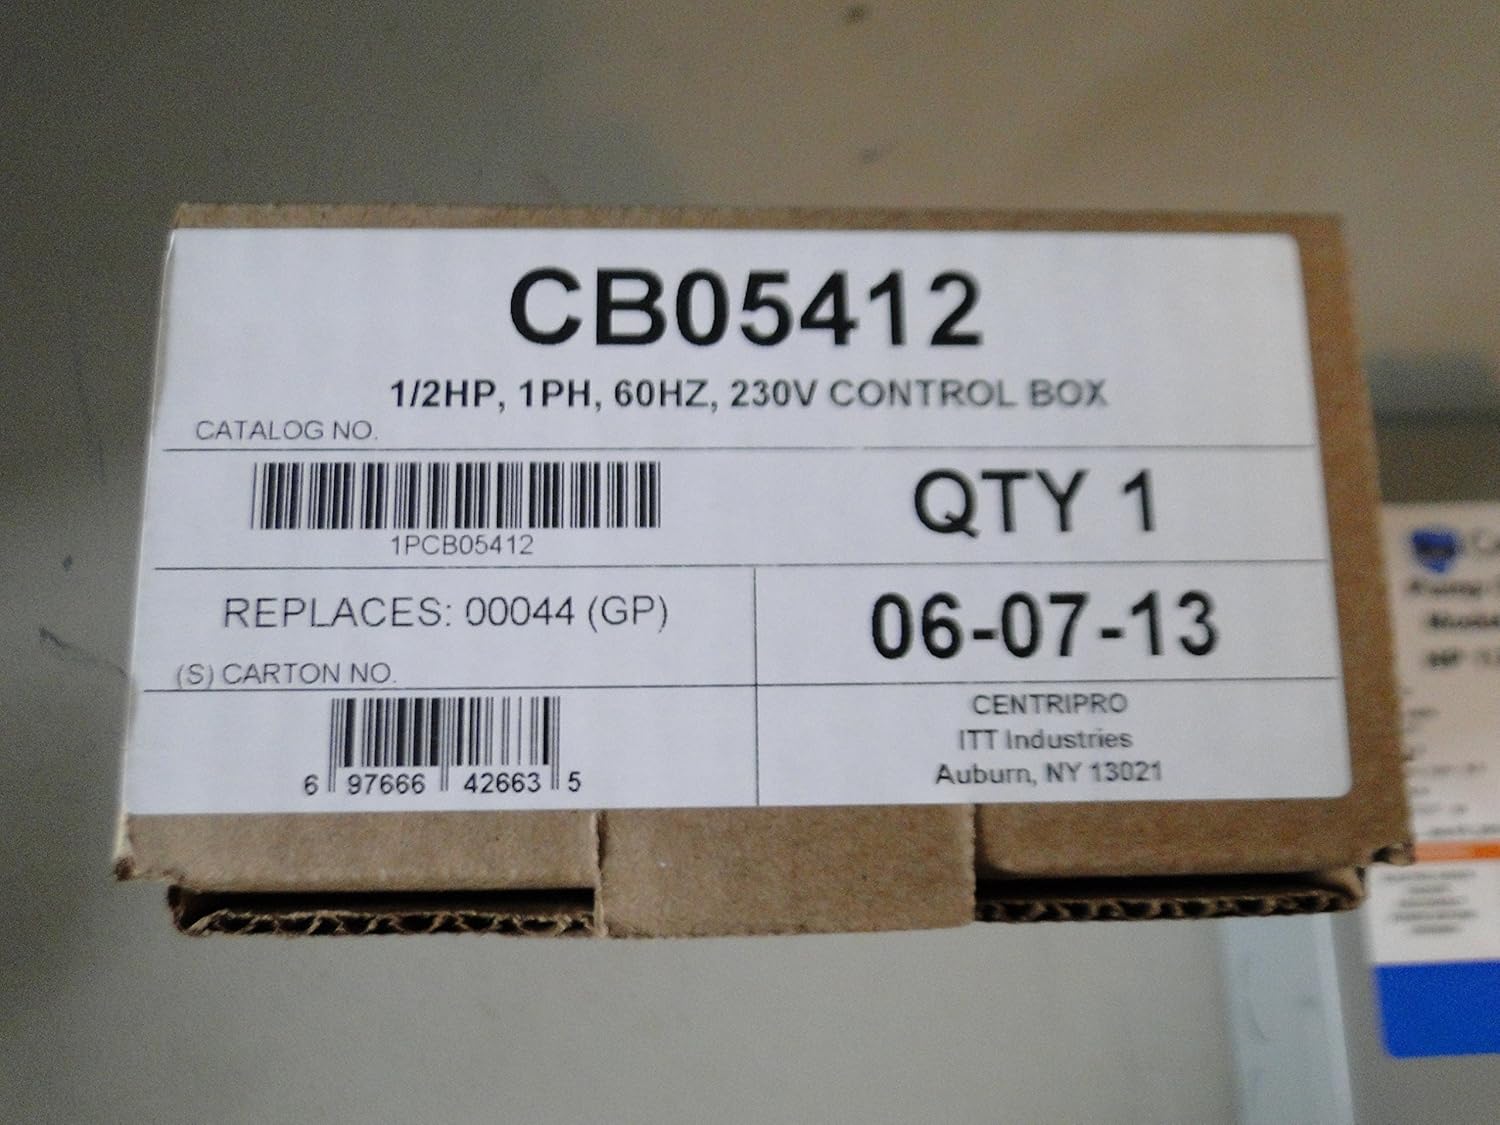 CB05412
1/2HP, 1PH, 60HZ, 230V CONTROL BOX
CATALOG NO.
1PCB05412
QTY 1
REPLACES: 00044 (GP)
06-07-13
(S) CARTON NO.
6 97666 42663 5
CENTRIPRO
ITT Industries
Auburn, NY 13021